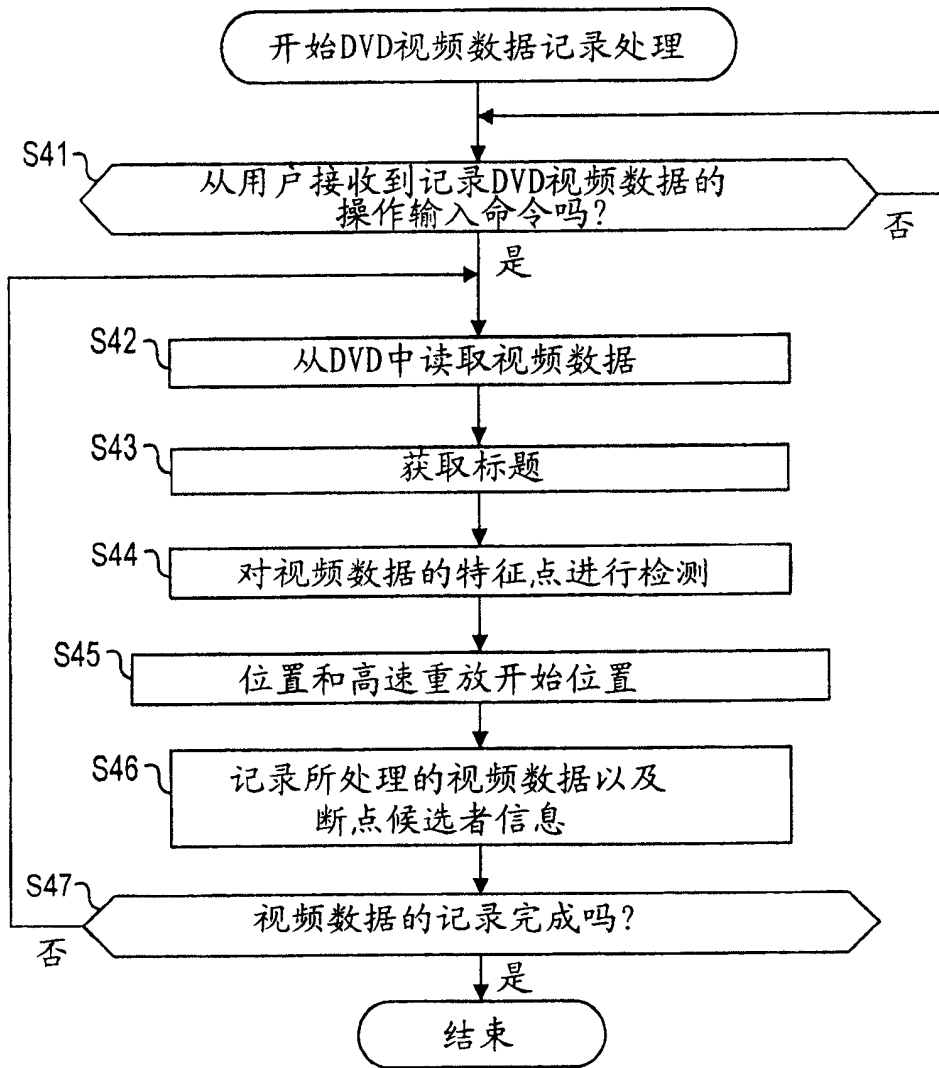 开始DVD视频数据记录处理
S41
从用户接收到记录DVD视频数据的
操作输入命令吗?
否
是
S42
从DVD中读取视频数据
S43
获取标题
S44
对视频数据的特征点进行检测
S45
位置和高速重放开始位置
S46
记录所处理的视频数据以及
断点候选者信息
S47
视频数据的记录完成吗?
否
是
结束